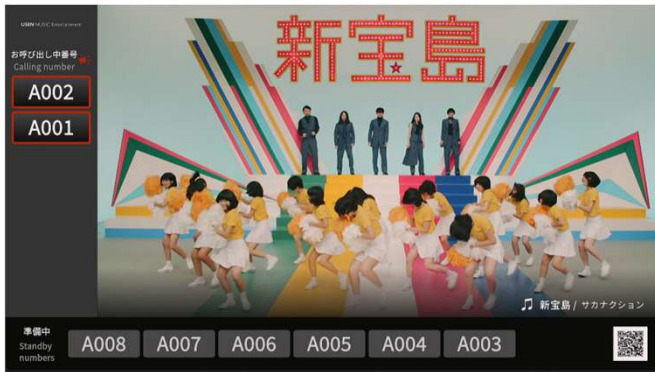 USEN MUSIC Entertainment
お呼び出し中番号
Calling number
A002
A001
新宝島
♫ 新宝島 / サカナクション
準備中
Standby
numbers
A008
A007
A006
A005
A004
A003